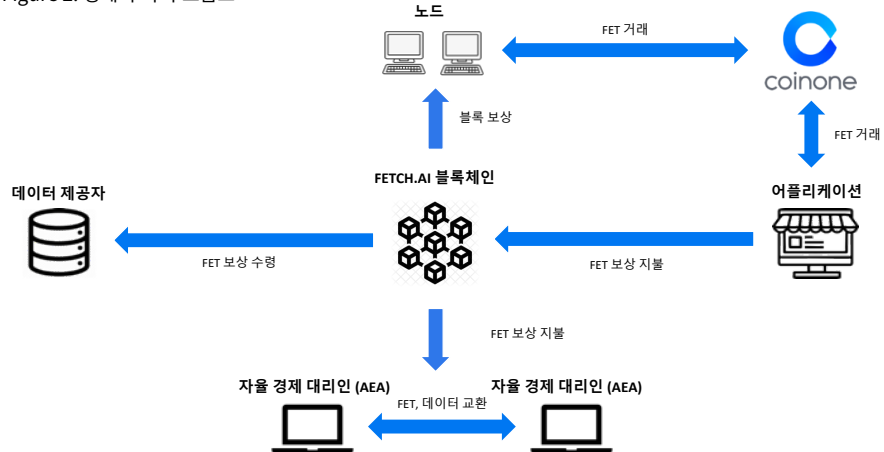 노드
FET 거래
coinone
블록 보상
FET 거래
FETCH.AI 블록체인
데이터 제공자
어플리케이션
FET 보상 수령
FET 보상 지불
FET 보상 지불
자율 경제 대리인 (AEA)
자율 경제 대리인 (AEA)
FET, 데이터 교환